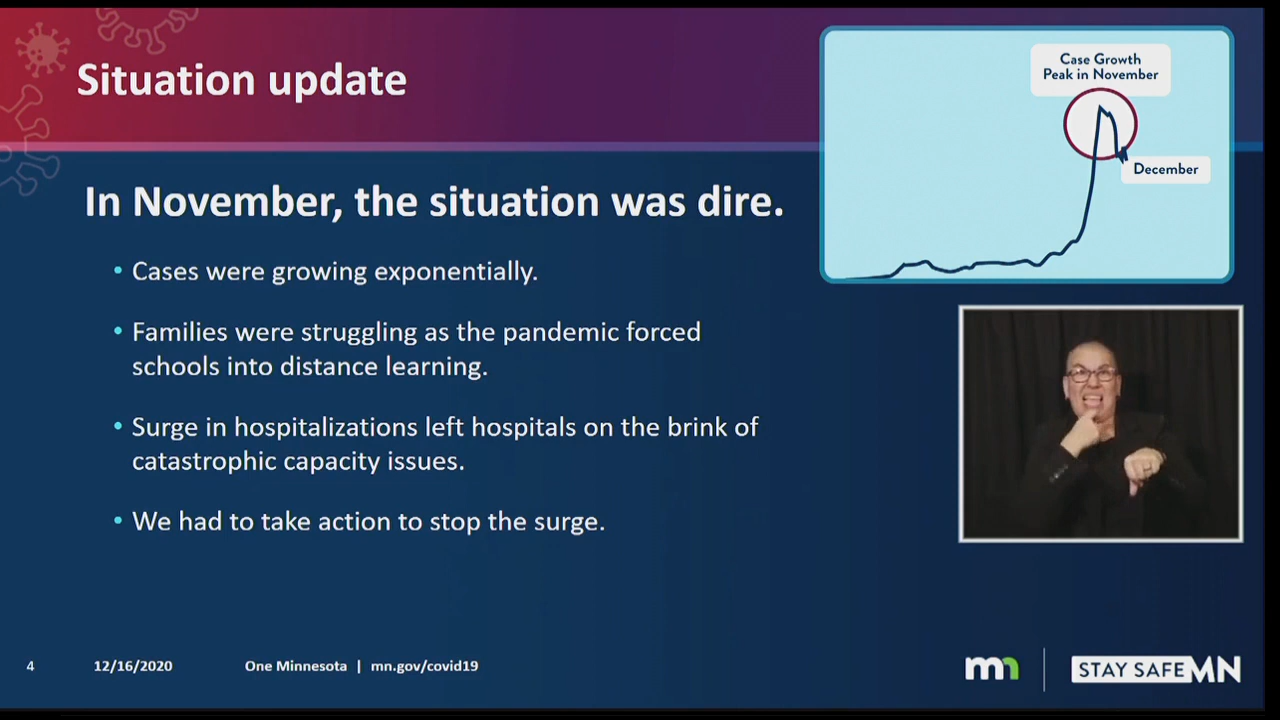 Situation update
Case Growth
Peak in November
December
In November, the situation was dire.
• Cases were growing exponentially.
• Families were struggling as the pandemic forced
schools into distance learning.
• Surge in hospitalizations left hospitals on the brink of
catastrophic capacity issues.
• We had to take action to stop the surge.
4 12/16/2020 One Minnesota | mn.gov/covid19
mn STAY SAFE MN